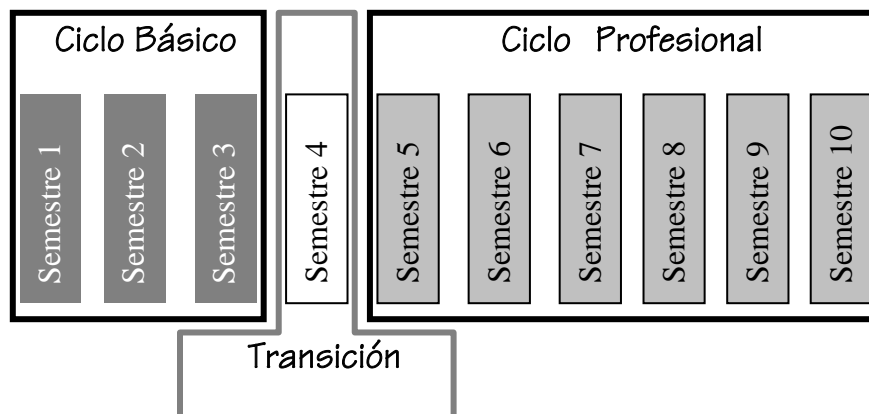 Ciclo Básico
Ciclo Profesional
Semestre 1
Semestre 2
Semestre 3
Semestre 4
Semestre 5
Semestre 6
Semestre 7
Semestre 8
Semestre 9
Semestre 10
Transición